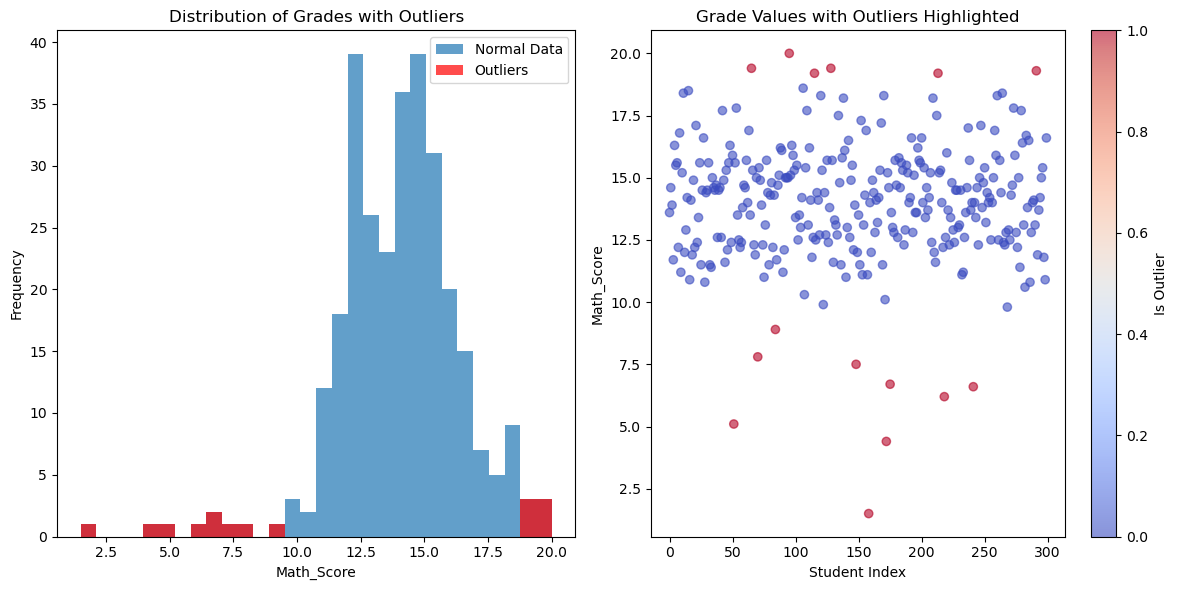 Distribution of Grades with Outliers
Frequency
40
35
30
25
20
15
10
5
0
2.5 5.0 7.5 10.0 12.5 15.0 17.5 20.0
Math_Score
Normal Data
Outliers
Grade Values with Outliers Highlighted
Math_Score
20.0
17.5
15.0
12.5
10.0
7.5
5.0
2.5
0 50 100 150 200 250 300
Student Index
1.0
0.8
0.6
0.4
0.2
0.0
Is Outlier